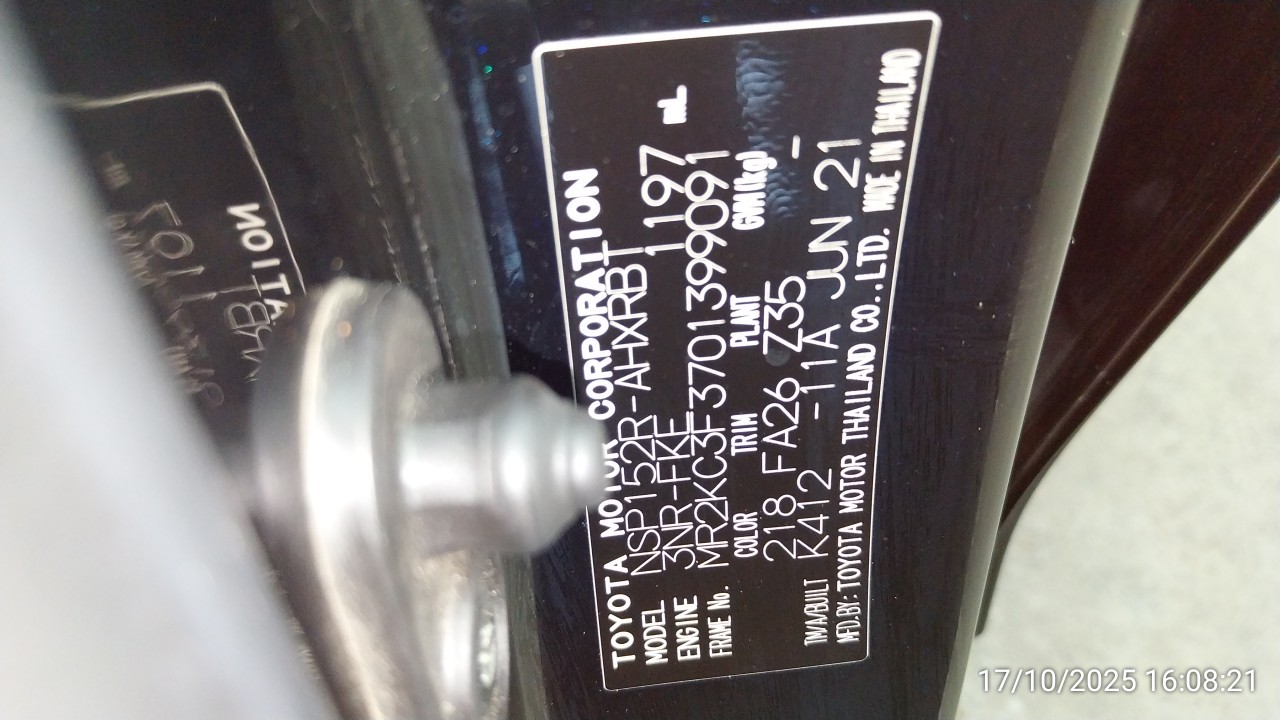 TOYOTA MOTOR CORPORATION
MODEL NSP152R-AHXRBT
ENGINE 3NR-FKE 1197 mL
FRAME No. MR2KC3F3701399091
COLOR TRIM PLANT GVM(kg)
218 FA26 Z35 -
TM/A/BUILT K412 -11A JUN 21
MFD.BY: TOYOTA MOTOR THAILAND CO.,LTD. MADE IN THAILAND
17/10/2025 16:08:21